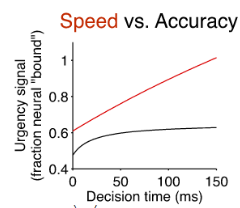 Speed vs. Accuracy
Urgency signal
(fraction neural "bound")
1
0.8
0.6
0.4
0
50
100
150
Decision time (ms)